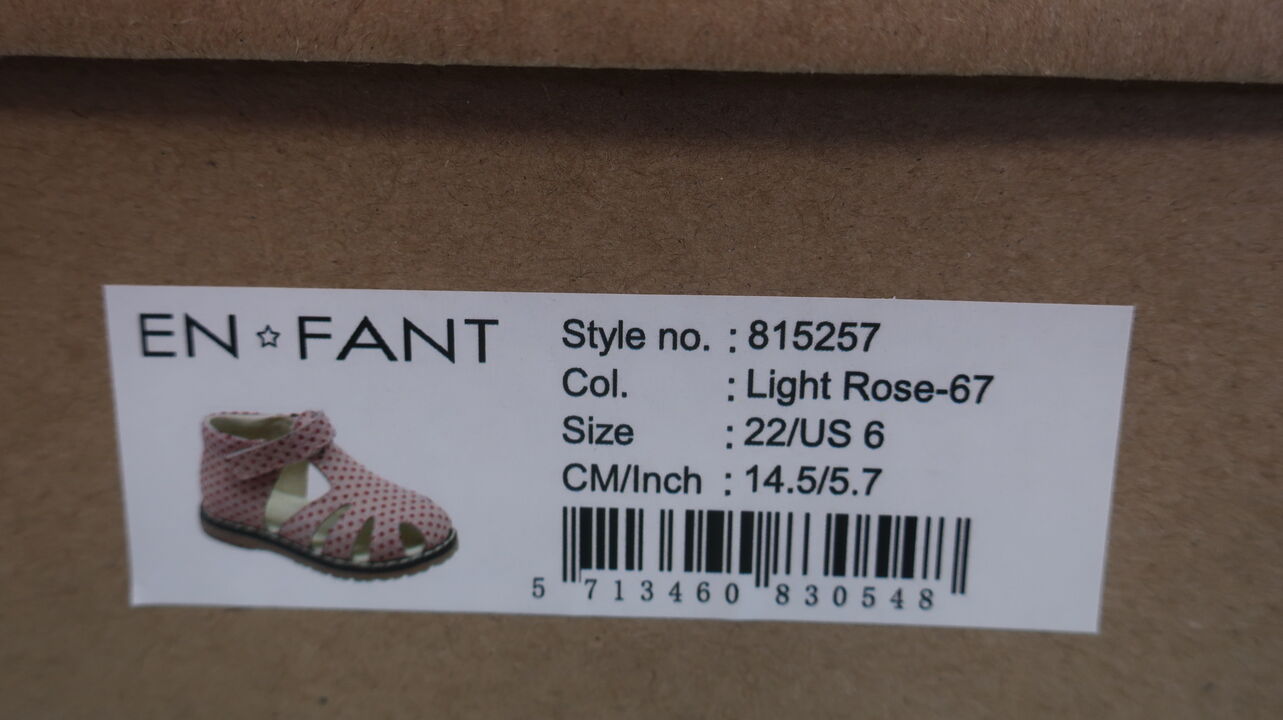 EN☆FANT
Style no. : 815257
Col. : Light Rose-67
Size : 22/US 6
CM/Inch : 14.5/5.7
5 713460 830548